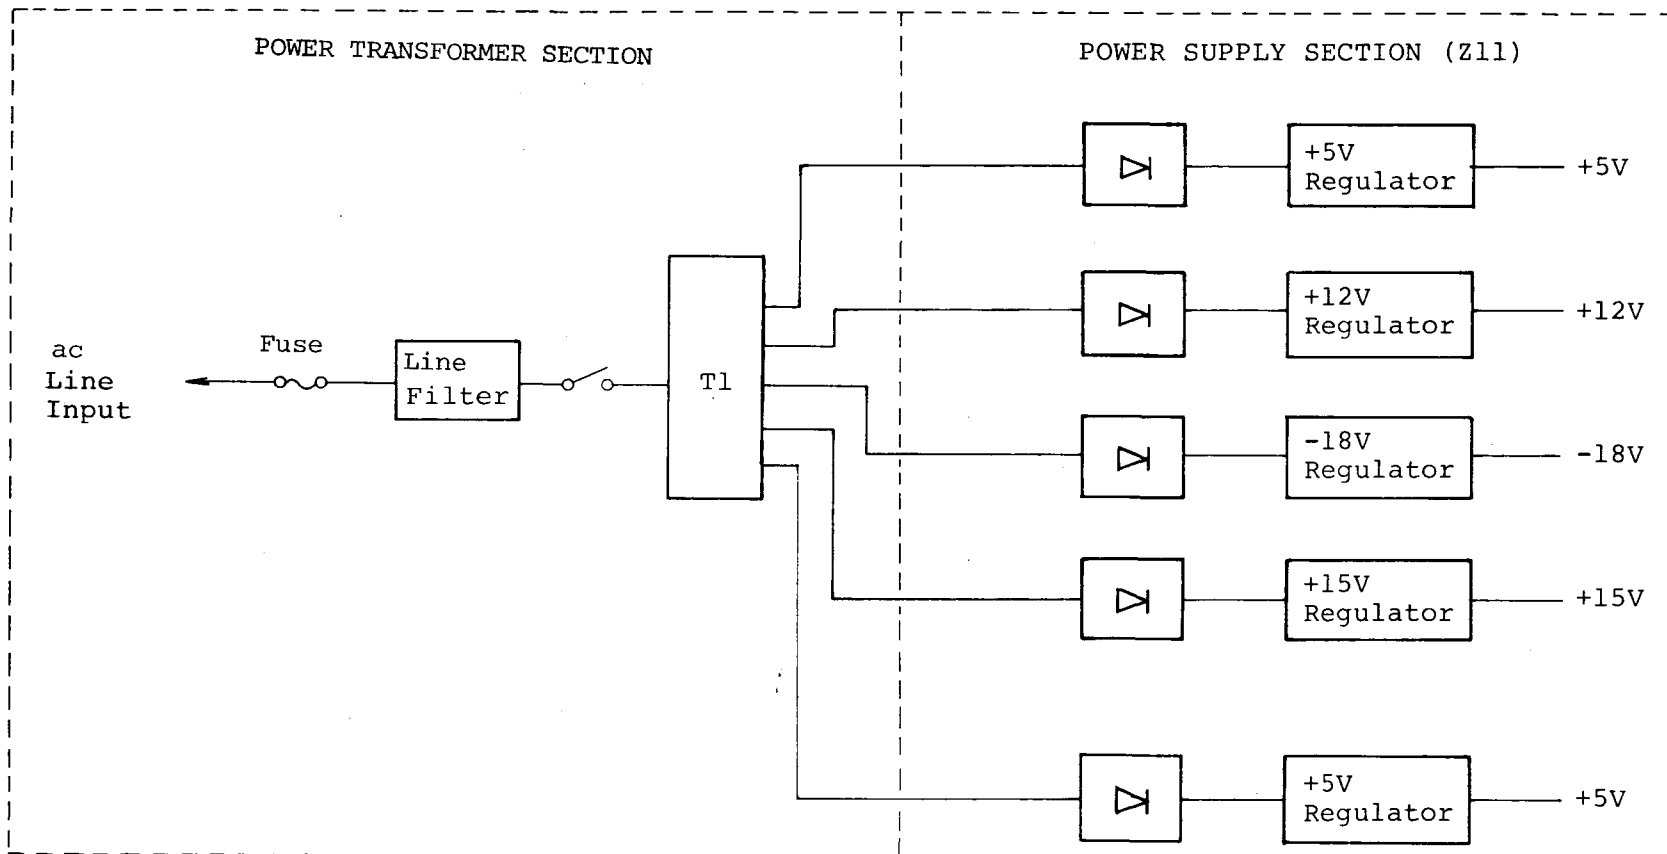 POWER TRANSFORMER SECTION
POWER SUPPLY SECTION (Z11)
ac
Line
Input
Fuse
Line
Filter
T1
+5V
Regulator
+5V
+12V
Regulator
+12V
-18V
Regulator
-18V
+15V
Regulator
+15V
+5V
Regulator
+5V